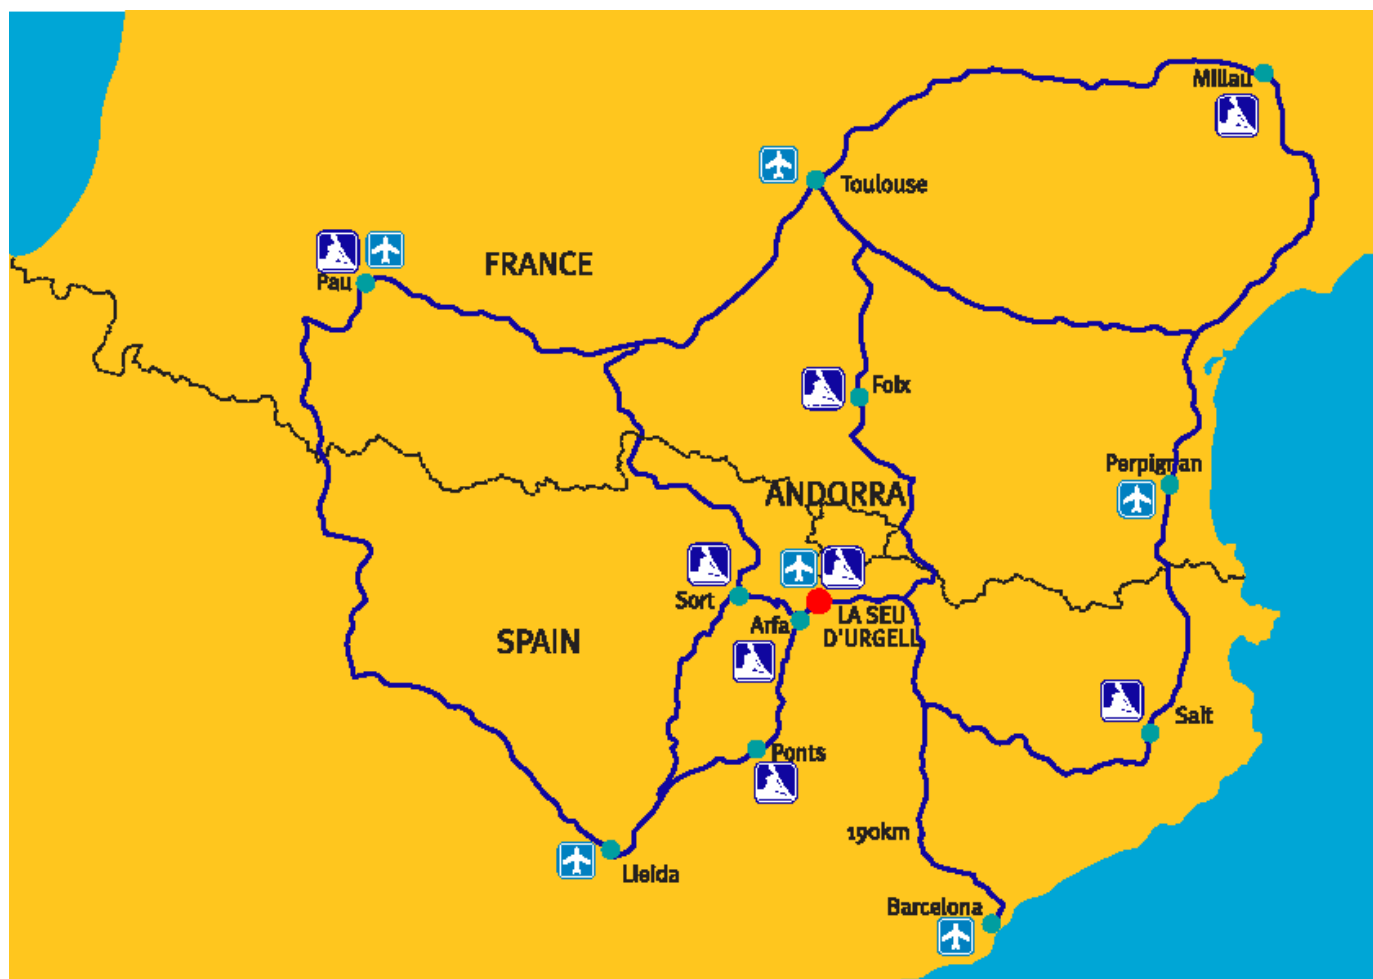 Millau
Toulouse
FRANCE
Pau
Foix
Perpignan
ANDORRA
Sort
Arfa
LA SEU
D'URGELL
SPAIN
Salt
Ponts
190km
Lleida
Barcelona